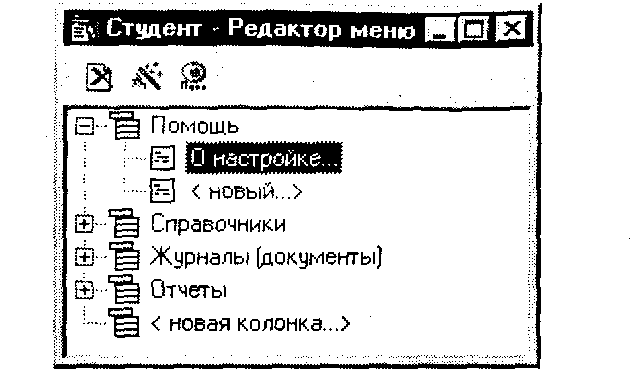 Студент - Редактор меню
П...
Помощь
О настройке...
< новый...>
Справочники
Журналы (документы)
Отчеты
< новая колонка...>